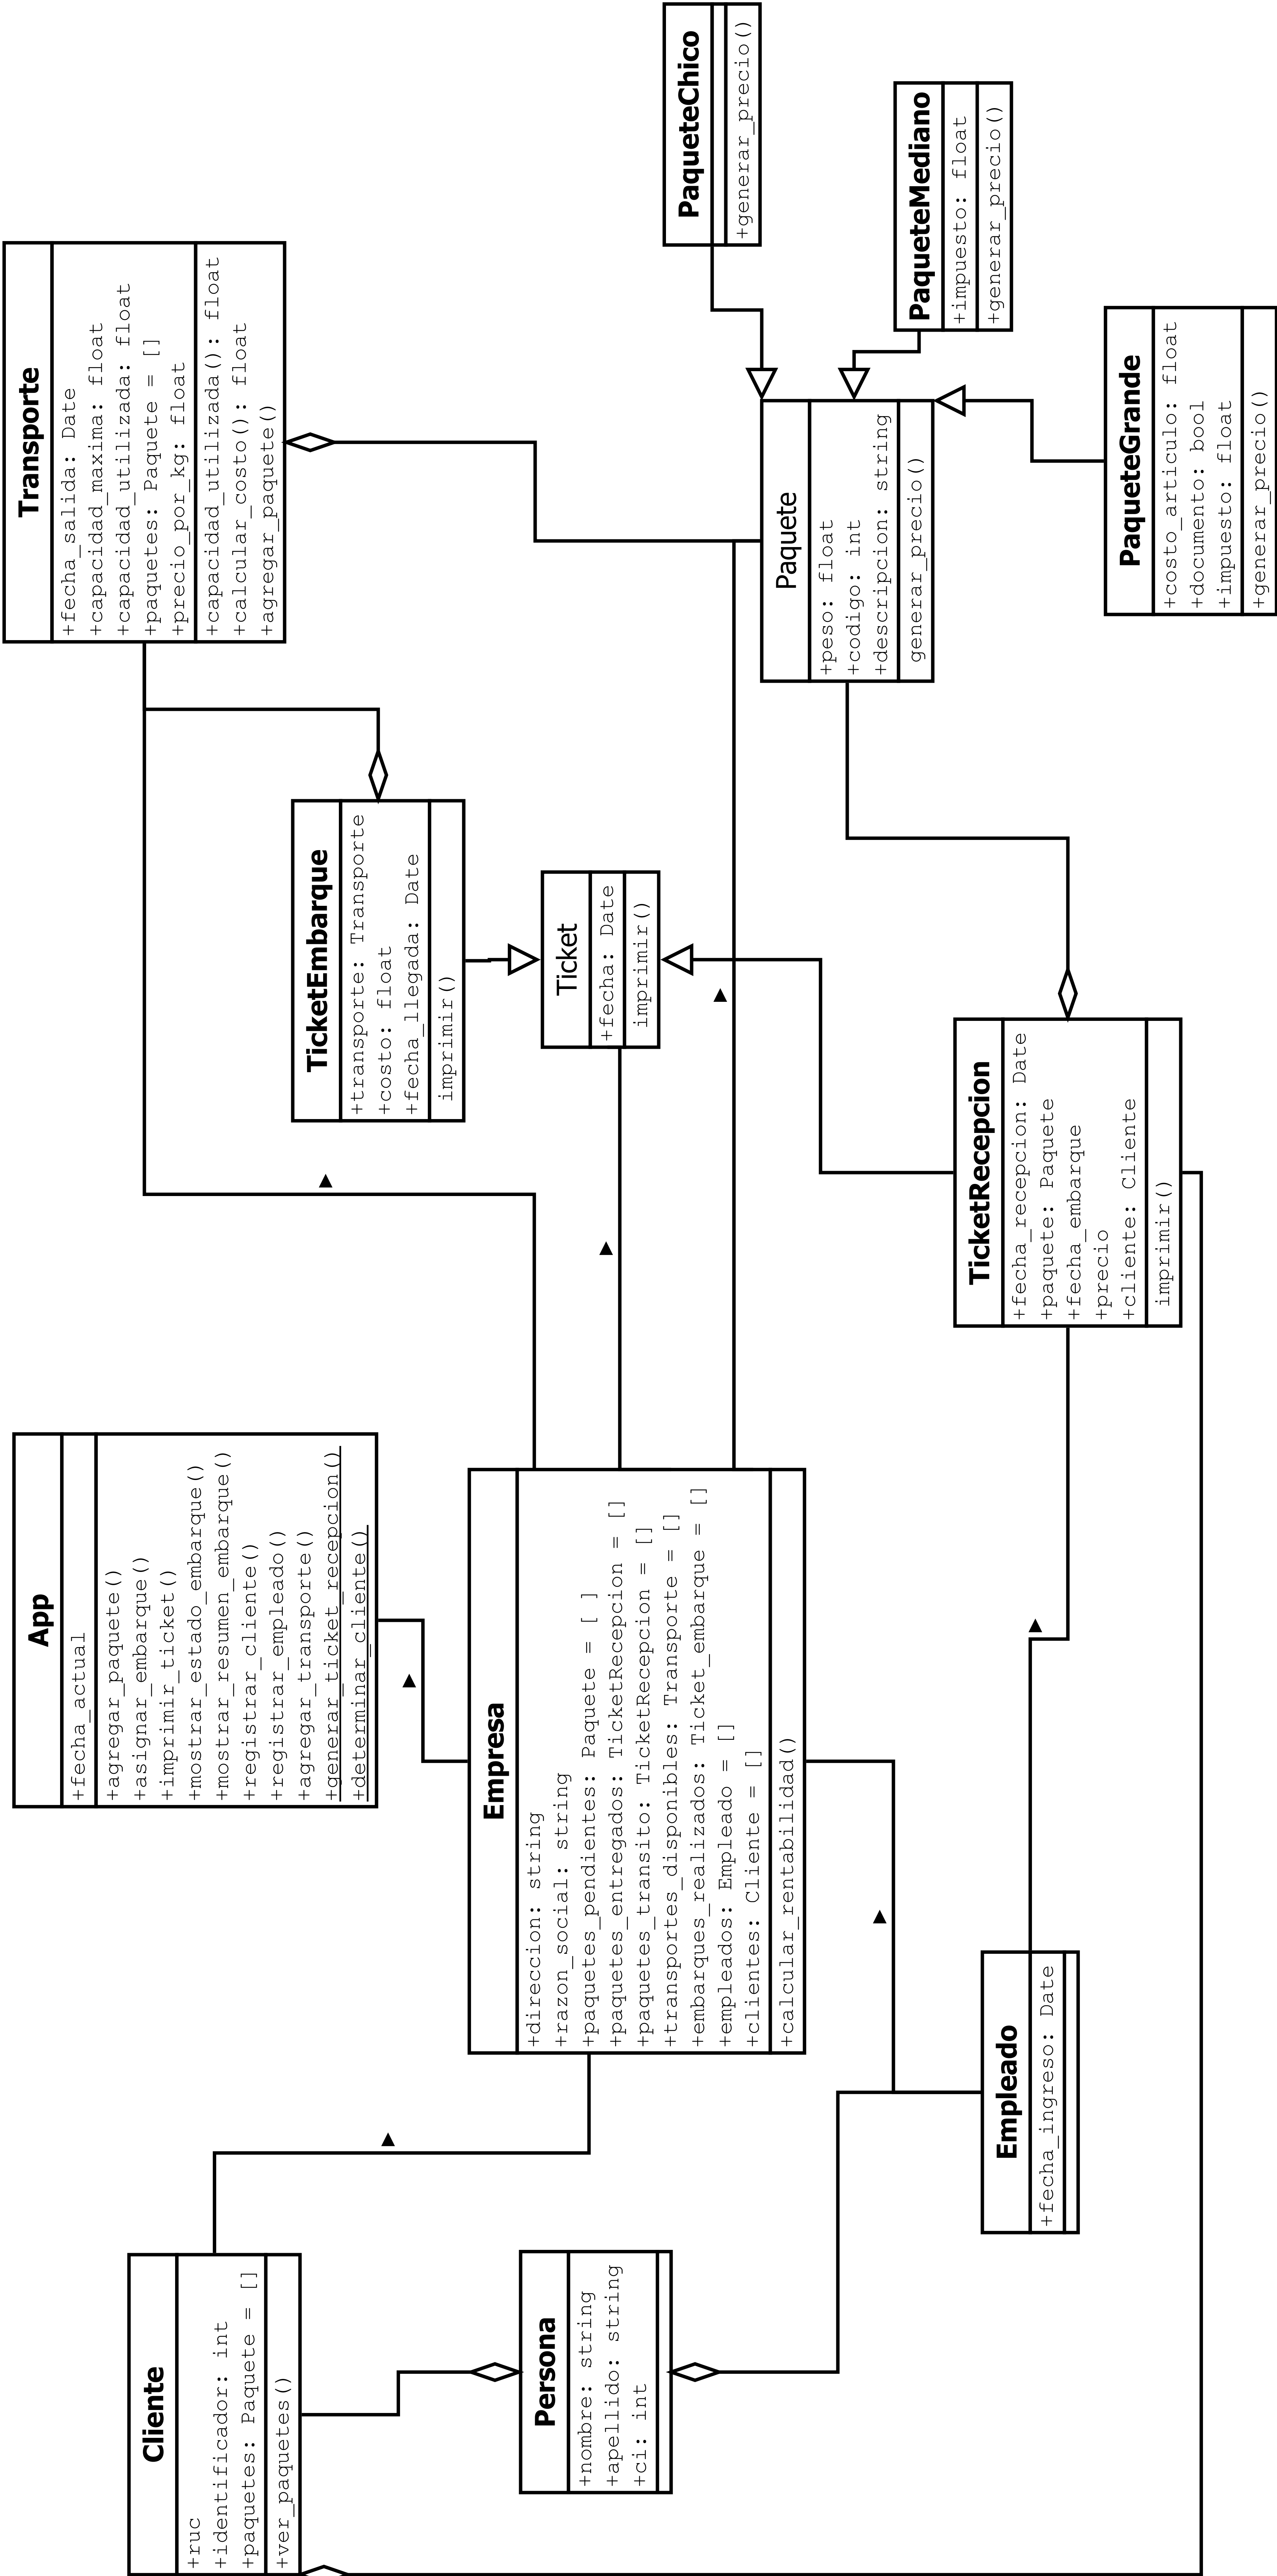 Cliente
+ruc
+identificador: int
+paquetes: Paquete = []
+ver_paquetes()
App
+fecha_actual
+agregar_paquete()
+asignar_embarque()
+imprimir_ticket()
+mostrar_estado_embarque()
+mostrar_resumen_embarque()
+registrar_cliente()
+registrar_empleado()
+agregar_transporte()
+generar_ticket_recepcion()
+determinar_cliente()
Transporte
+fecha_salida: Date
+capacidad_maxima: float
+capacidad_utilizada: float
+paquetes: Paquete = []
+precio_por_kg: float
+capacidad_utilizada(): float
+calcular_costo(): float
+agregar_paquete()
TicketEmbarque
+transporte: Transporte
+costo: float
+fecha_llegada: Date
imprimir()
Persona
+nombre: string
+apellido: string
+ci: int
Empresa
+direccion: string
+razon_social: string
+paquetes_pendientes: Paquete = [ ]
+paquetes_entregados: TicketRecepcion = []
+paquetes_transito: TicketRecepcion = []
+transportes_disponibles: Transporte = []
+embarques_realizados: Ticket_embarque = []
+empleados: Empleado = []
+clientes: Cliente = []
+calcular_rentabilidad()
Ticket
+fecha: Date
imprimir()
PaqueteChico
+generar_precio()
Paquete
+peso: float
+codigo: int
+descripcion: string
generar_precio()
PaqueteMediano
+impuesto: float
+generar_precio()
Empleado
+fecha_ingreso: Date
TicketRecepcion
+fecha_recepcion: Date
+paquete: Paquete
+fecha_embarque
+precio
+cliente: Cliente
imprimir()
PaqueteGrande
+costo_articulo: float
+documento: bool
+impuesto: float
+generar_precio()